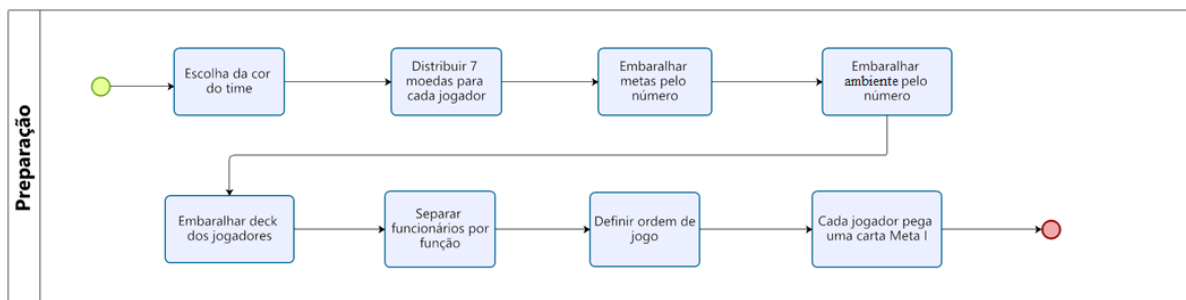 Preparação
Escolha da cor
do time
Distribuir 7
moedas para
cada jogador
Embaralhar
metas pelo
número
Embaralhar
ambiente pelo
número
Embaralhar deck
dos jogadores
Separar
funcionários por
função
Definir ordem de
jogo
Cada jogador pega
uma carta Meta I